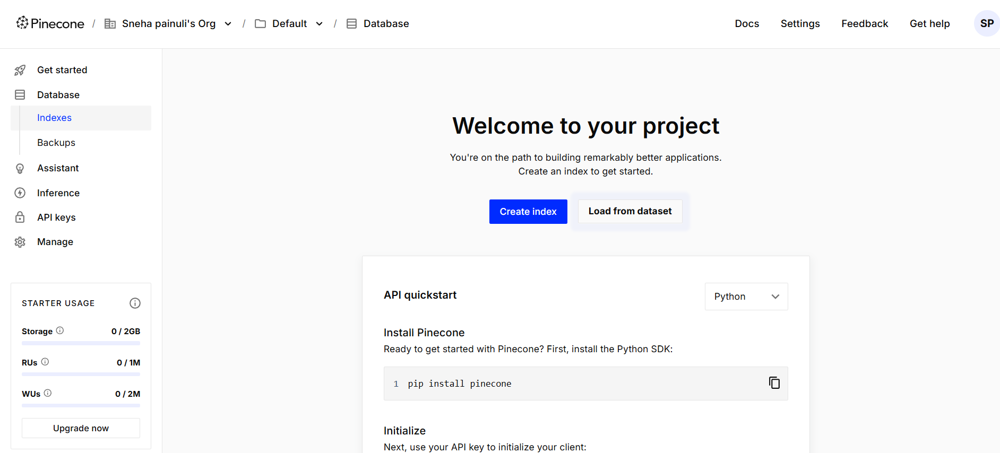 Pinecone / Sneha painuli's Org / Default / Database
Docs Settings Feedback Get help SP
Get started
Database
Indexes
Backups
Assistant
Inference
API keys
Manage
STARTER USAGE
Storage 0 / 2GB
RUs 0 / 1M
WUs 0 / 2M
Upgrade now
Welcome to your project
You're on the path to building remarkably better applications.
Create an index to get started.
Create index Load from dataset
API quickstart Python
Install Pinecone
Ready to get started with Pinecone? First, install the Python SDK:
1 pip install pinecone
Initialize
Next, use your API key to initialize your client: